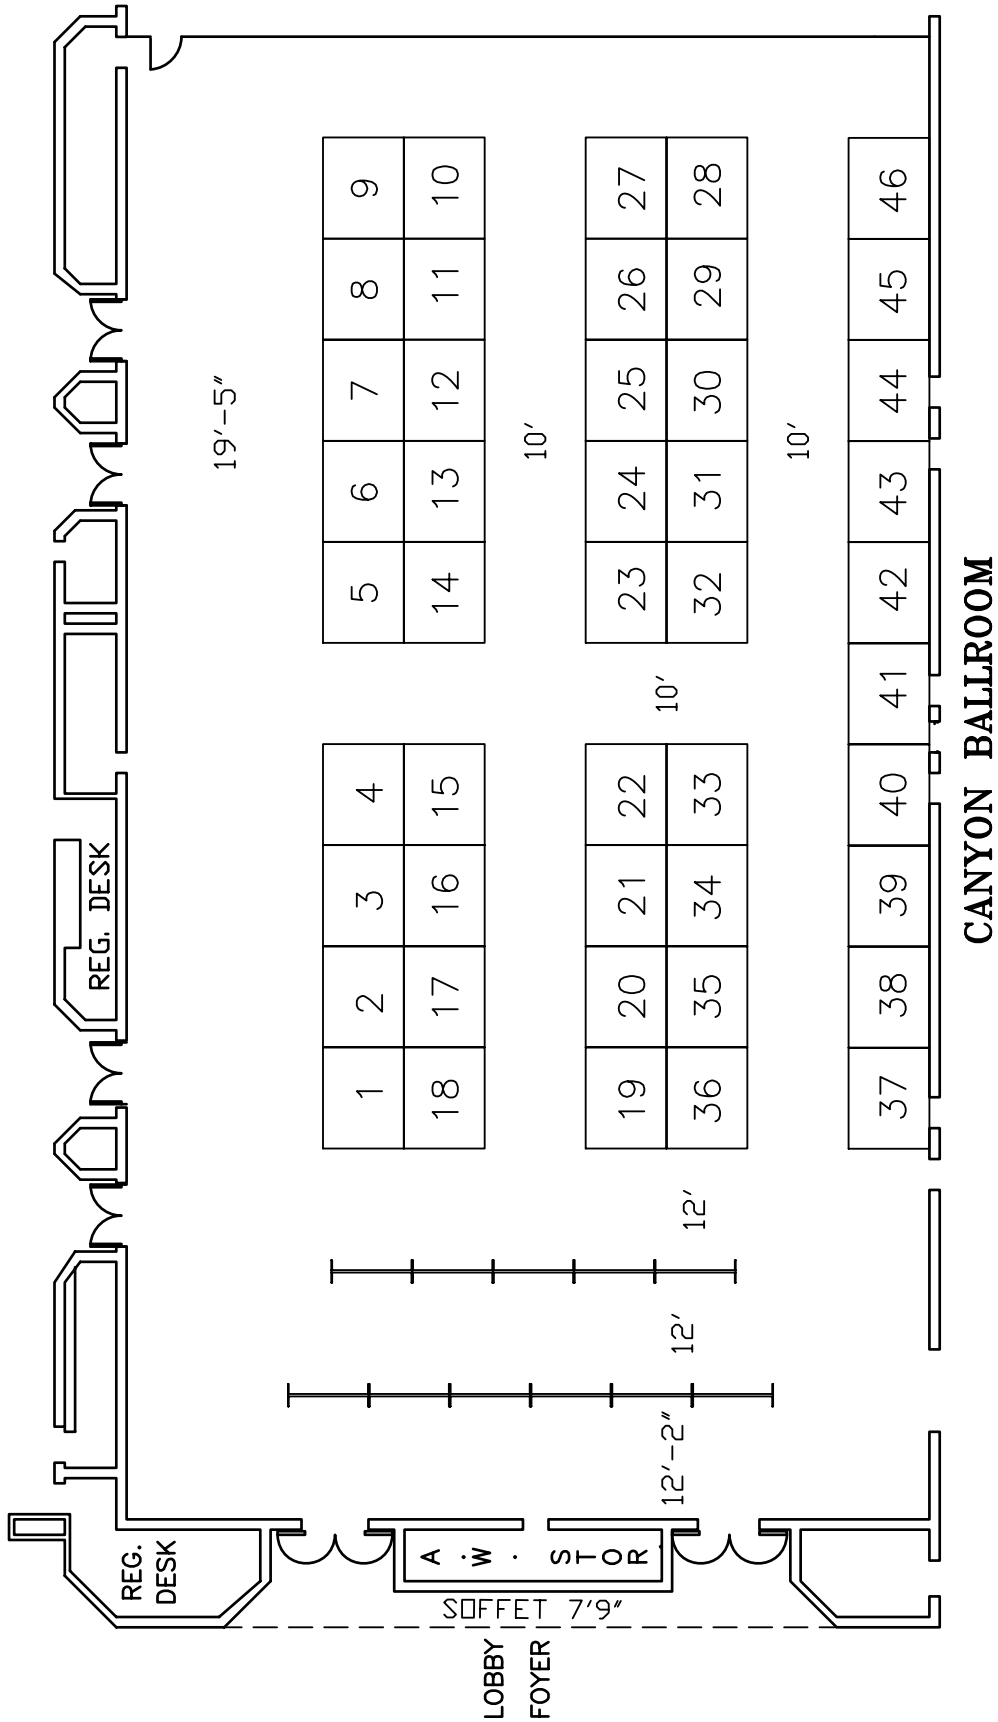 REG. DESK
REG.
DESK
19'-5"
1 2 3 4 5 6 7 8 9
18 17 16 15 14 13 12 11 10
A.W. STOR
SOFFET 7'9"
LOBBY
FOYER
10'
19 20 21 22 23 24 25 26 27
10'
36 35 34 33 32 31 30 29 28
12'-2"
12'
12'
10'
37 38 39 40 41 42 43 44 45 46
CANYON BALLROOM